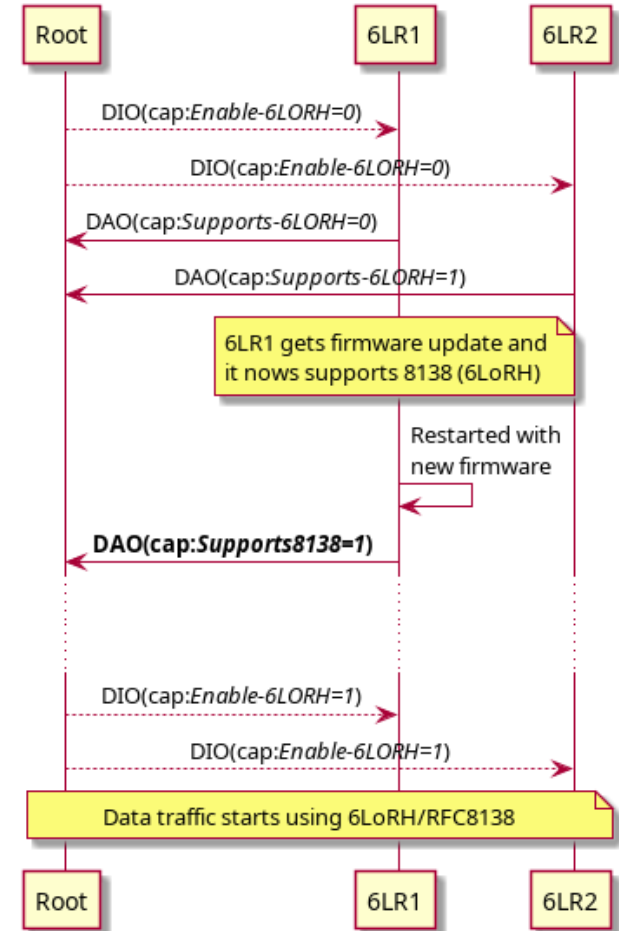 Root 6LR1 6LR2
DIO(cap:Enable-6LORH=0)
DIO(cap:Enable-6LORH=0)
DAO(cap:Supports-6LORH=0)
DAO(cap:Supports-6LORH=1)
6LR1 gets firmware update and
it nows supports 8138 (6LoRH)
Restarted with
new firmware
DAO(cap:Supports8138=1)
DIO(cap:Enable-6LORH=1)
DIO(cap:Enable-6LORH=1)
Data traffic starts using 6LoRH/RFC8138
Root 6LR1 6LR2